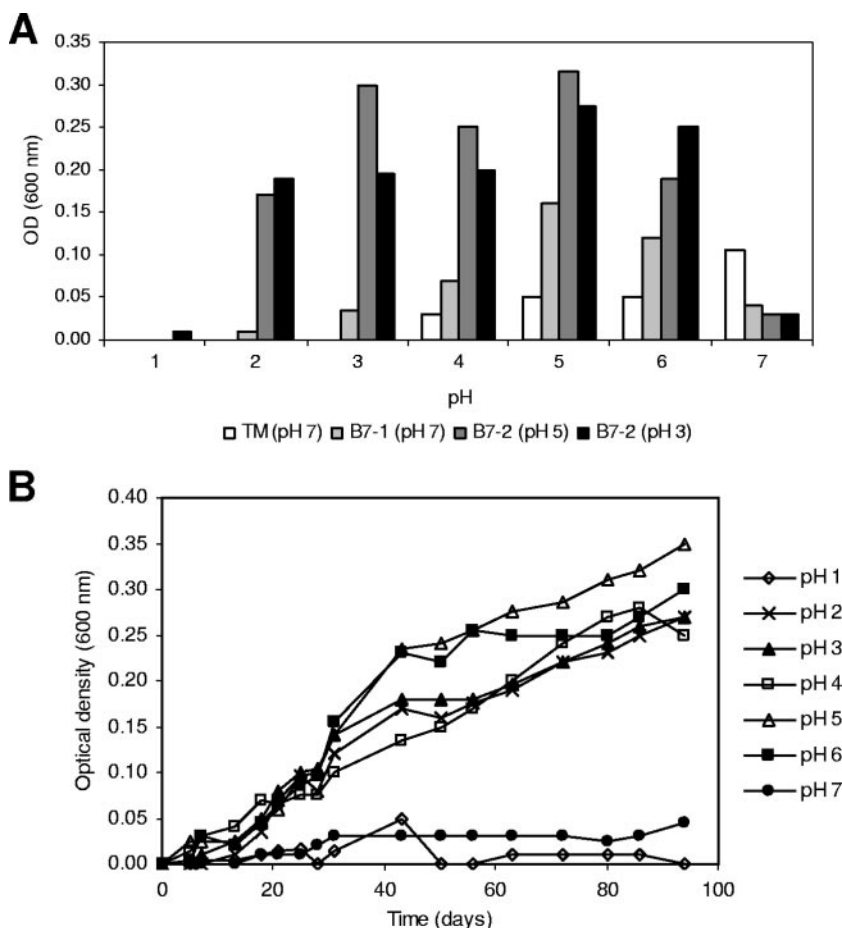 A
0.35
0.30
0.25
0.20
0.15
0.10
0.05
0.00
OD (600 nm)
1 2 3 4 5 6 7
pH
TM (pH 7) B7-1 (pH 7) B7-2 (pH 5) B7-2 (pH 3)
B
0.40
0.35
0.30
0.25
0.20
0.15
0.10
0.05
0.00
Optical density (600 nm)
0 20 40 60 80 100
Time (days)
pH 1
pH 2
pH 3
pH 4
pH 5
pH 6
pH 7